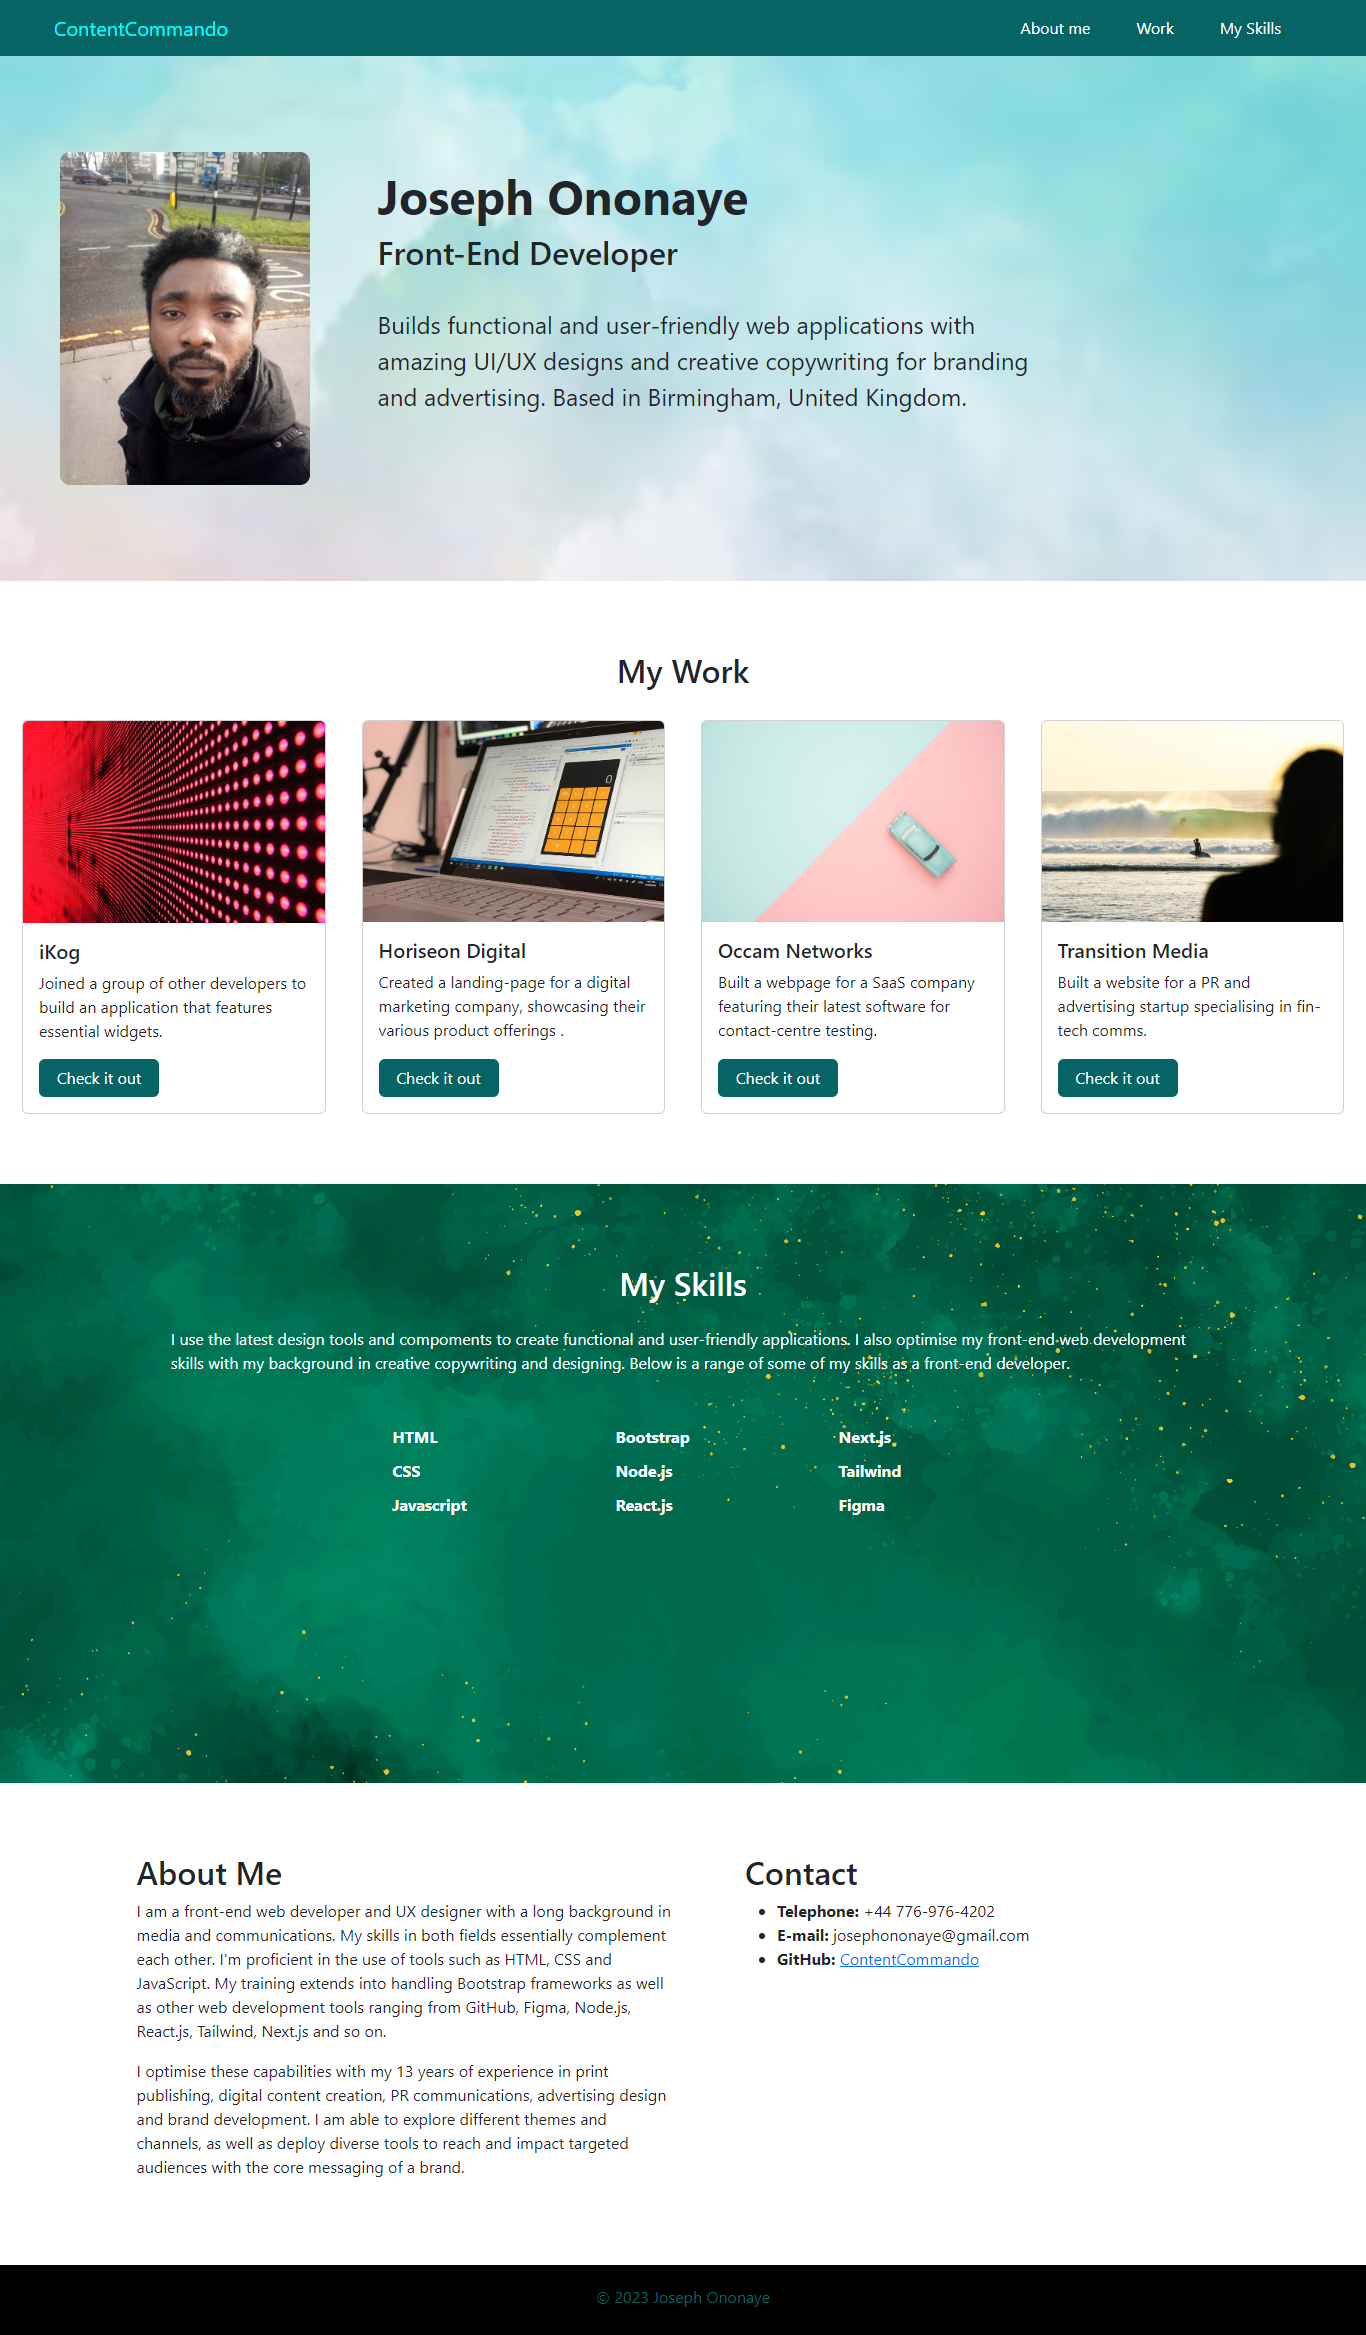 ContentCommando
About me
Work
My Skills
Joseph Ononaye
Front-End Developer
Builds functional and user-friendly web applications with
amazing UI/UX designs and creative copywriting for branding
and advertising. Based in Birmingham, United Kingdom.
My Work
0
iKog
Joined a group of other developers to
build an application that features
essential widgets.
Check it out
Horiseon Digital
Created a landing-page for a digital
marketing company, showcasing their
various product offerings .
Check it out
Occam Networks
Built a webpage for a SaaS company
featuring their latest software for
contact-centre testing.
Check it out
Transition Media
Built a website for a PR and
advertising startup specialising in fin-
tech comms.
Check it out
My Skills
I use the latest design tools and compoments to create functional and user-friendly applications. I also optimise my front-end web development
skills with my background in creative copywriting and designing. Below is a range of some of my skills as a front-end developer.
HTML
CSS
Javascript
Bootstrap
Node.js
React.js
Next.js
Tailwind
Figma
About Me
I am a front-end web developer and UX designer with a long background in
media and communications. My skills in both fields essentially complement
each other. I'm proficient in the use of tools such as HTML, CSS and
JavaScript. My training extends into handling Bootstrap frameworks as well
as other web development tools ranging from GitHub, Figma, Node.js,
React.js, Tailwind, Next.js and so on.
I optimise these capabilities with my 13 years of experience in print
publishing, digital content creation, PR communications, advertising design
and brand development. I am able to explore different themes and
channels, as well as deploy diverse tools to reach and impact targeted
audiences with the core messaging of a brand.
Contact
Telephone: +44 776-976-4202
E-mail: josephononaye@gmail.com
GitHub: ContentCommando
© 2023 Joseph Ononaye